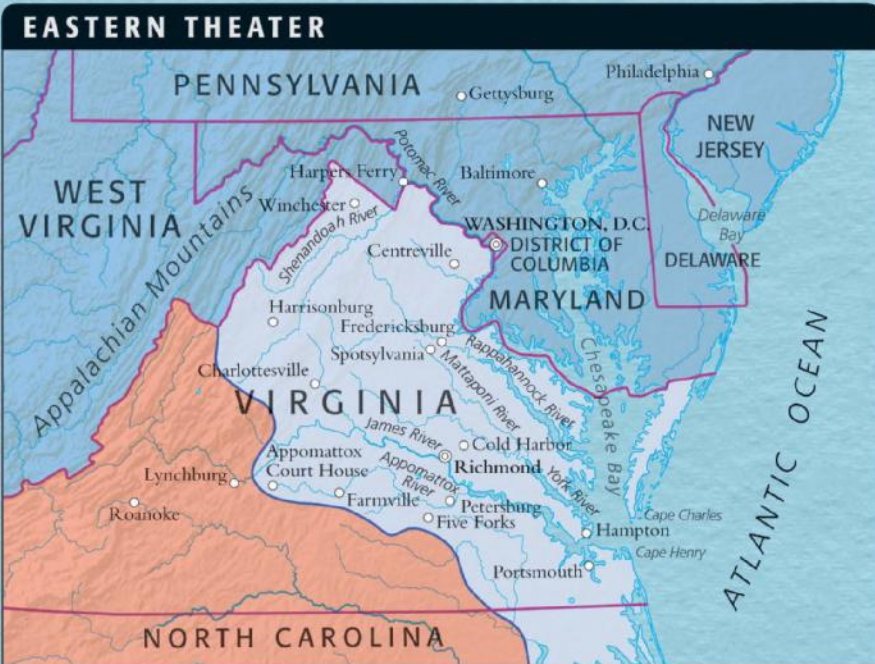 EASTERN THEATER
PENNSYLVANIA
Philadelphia
Gettysburg
NEW
JERSEY
Potomac River
Harpers Ferry
Baltimore
WEST
VIRGINIA
Winchester
Shenandoah River
Delaware
Bay
WASHINGTON, D.C.
DISTRICT OF
COLUMBIA
Centreville
DELAWARE
MARYLAND
Appalachian Mountains
Harrisonburg
Fredericksburg
Spotsylvania
Rappahannock River
Mattaponi River
Chesapeake Bay
ATLANTIC OCEAN
Charlottesville
VIRGINIA
James River
Cold Harbor
Richmond
Appomattox
Court House
Appomattox
River
York River
Lynchburg
Farmville
Petersburg
Five Forks
Roanoke
Cape Charles
Hampton
Cape Henry
Portsmouth
NORTH CAROLINA